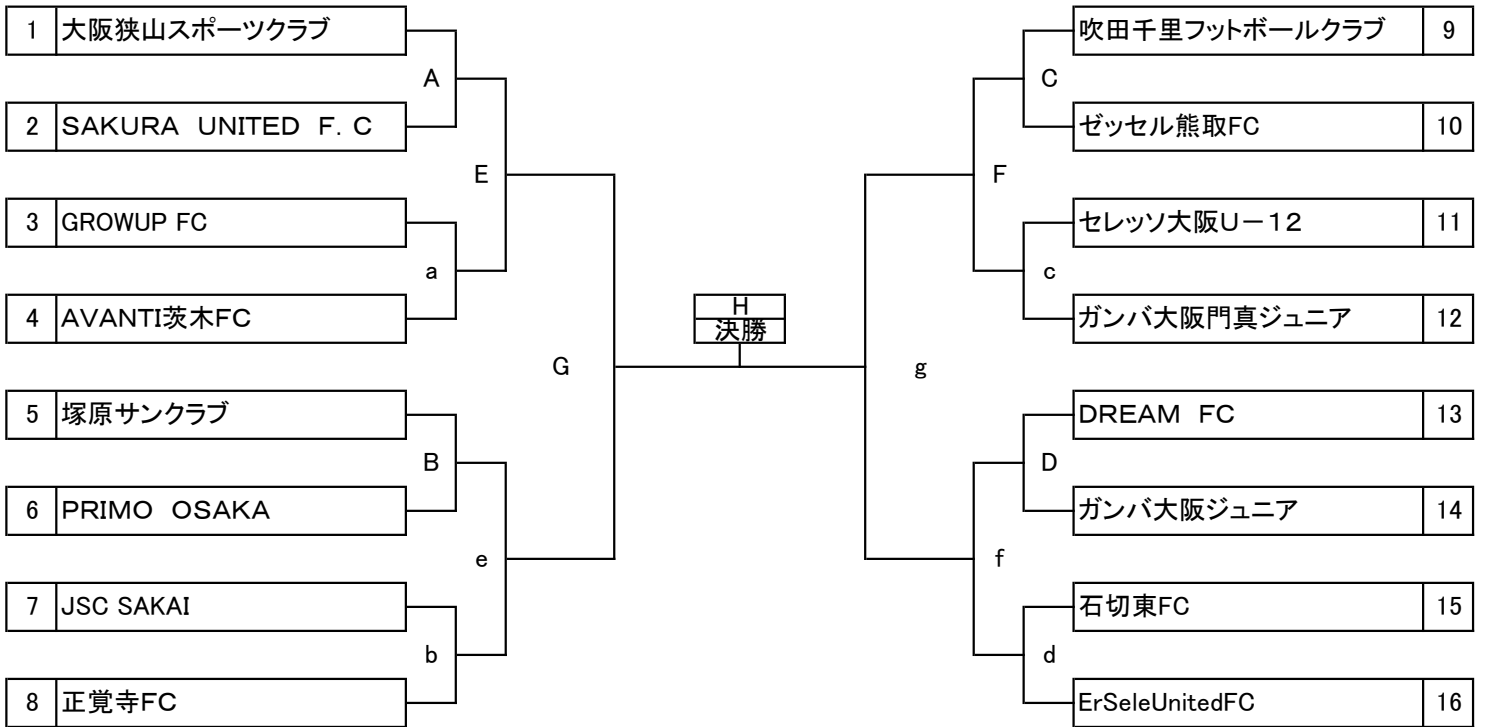 1 大阪狭山スポーツクラブ
A
2 SAKURA　UNITED　F．C
E
3 GROWUP FC
a
4 AVANTI茨木FC
G
5 塚原サンクラブ
B
6 PRIMO　OSAKA
e
7 JSC SAKAI
b
8 正覚寺FC
H
決勝
吹田千里フットボールクラブ 9
C
ゼッセル熊取FC 10
F
セレッソ大阪U－12 11
c
ガンバ大阪門真ジュニア 12
g
DREAM　FC 13
D
ガンバ大阪ジュニア 14
f
石切東FC 15
d
ErSeleUnitedFC 16